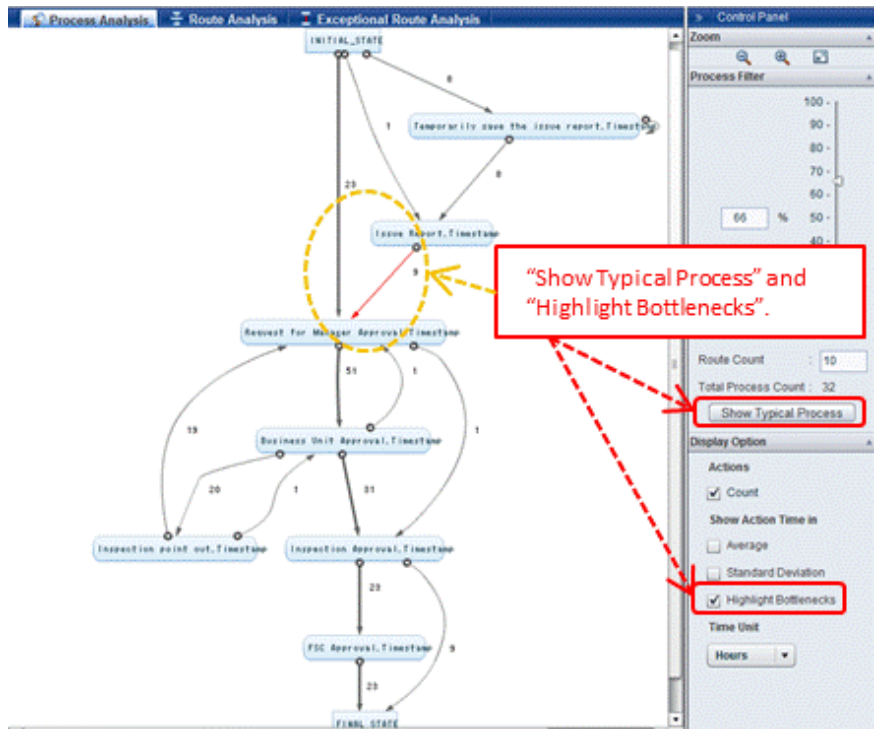 Process Analysis
Route Analysis
Exceptional Route Analysis
» Control Panel
INITIAL_STATE
Zoom
Process Filter
8
100 -
Temporarily save the issue report,Timestamp
90 -
1
80 -
8
70 -
23
60 -
66 % 50 -
Issue Report,Timestamp
40 -
9
"Show Typical Process" and
"Highlight Bottlenecks".
Request for Manager Approval,Timestamp
Route Count : 10
51
1
Total Process Count : 32
Show Typical Process
19
1
Business Unit Approval,Timestamp
Display Option
Actions
20
1
31
Count
Show Action Time in
Inspection point out,Timestamp
Inspection Approval,Timestamp
Average
Standard Deviation
23
Highlight Bottlenecks
Time Unit
FSC Approval,Timestamp
9
Hours
23
FINAL_STATE